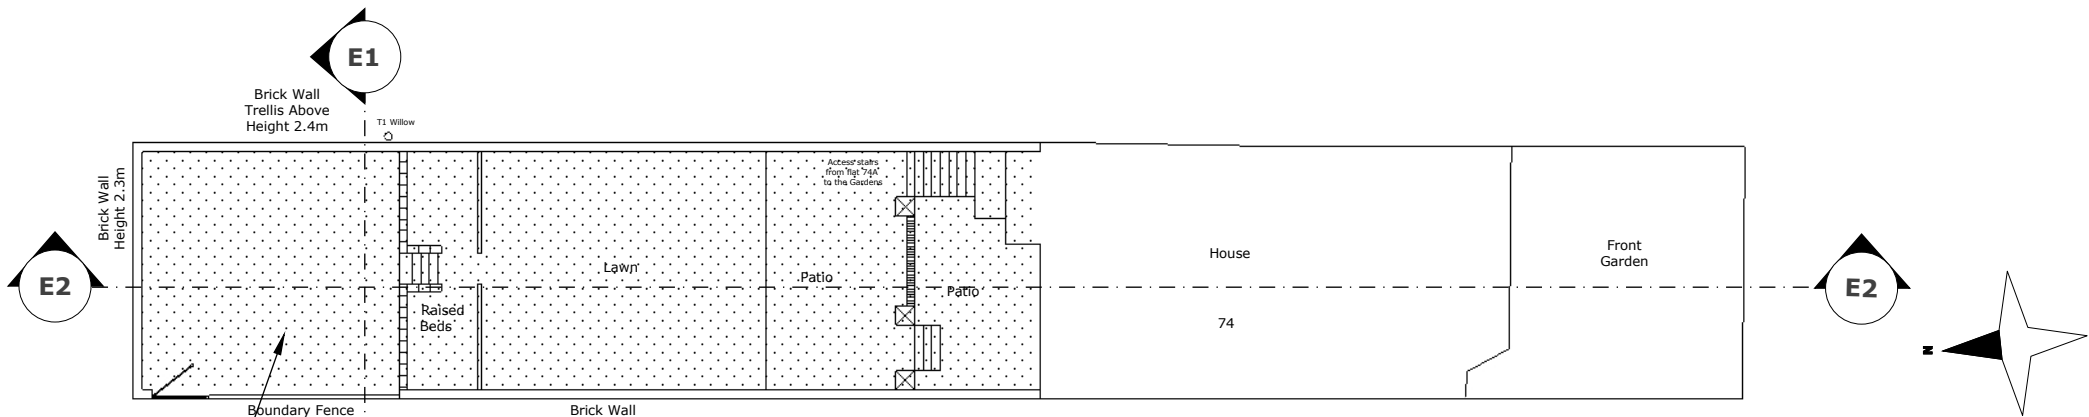 E1
Brick Wall
Trellis Above
Height 2.4m
T1 Willow
Brick Wall
Height 2.3m
Access stairs
from flat 74A
to the Gardens
E2
Lawn
Patio
Patio
Raised
Beds
House
74
Front
Garden
E2
N
Boundary Fence
Brick Wall